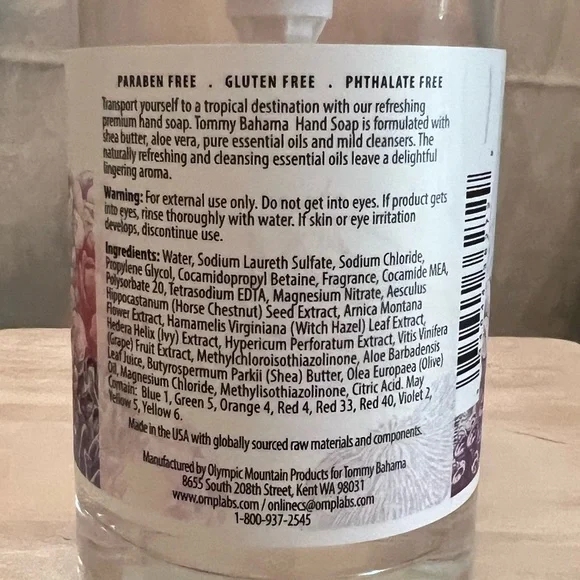 PARABEN FREE . GLUTEN FREE . PHTHALATE FREE
Transport yourself to a tropical destination with our refreshing
premium hand soap. Tommy Bahama Hand Soap is formulated with
shea butter, aloe vera, pure essential oils and mild cleansers. The
naturally refreshing and cleansing essential oils leave a delightful
lingering aroma.
Warning: For external use only. Do not get into eyes. If product gets
into eyes, rinse thoroughly with water. If skin or eye irritation
develops, discontinue use.
Ingredients: Water, Sodium Laureth Sulfate, Sodium Chloride,
Propylene Glycol, Cocamidopropyl Betaine, Fragrance, Cocamide MEA,
Polysorbate 20, Tetrasodium EDTA, Magnesium Nitrate, Aesculus
Hippocastanum (Horse Chestnut) Seed Extract, Arnica Montana
Flower Extract, Hamamelis Virginiana (Witch Hazel) Leaf Extract,
Hedera Helix (Ivy) Extract, Hypericum Perforatum Extract, Vitis Vinifera
(Grape) Fruit Extract, Methylchloroisothiazolinone, Aloe Barbadensis
Leaf Juice, Butyrospermum Parkii (Shea) Butter, Olea Europaea (Olive)
Oil, Magnesium Chloride, Methylisothiazolinone, Citric Acid. May
Contain: Blue 1, Green 5, Orange 4, Red 4, Red 33, Red 40, Violet 2,
Yellow 5, Yellow 6.
Made in the USA with globally sourced raw materials and components.
Manufactured by Olympic Mountain Products for Tommy Bahama
8655 South 208th Street, Kent WA 98031
www.omplabs.com / onlinecs@omplabs.com
1-800-937-2545